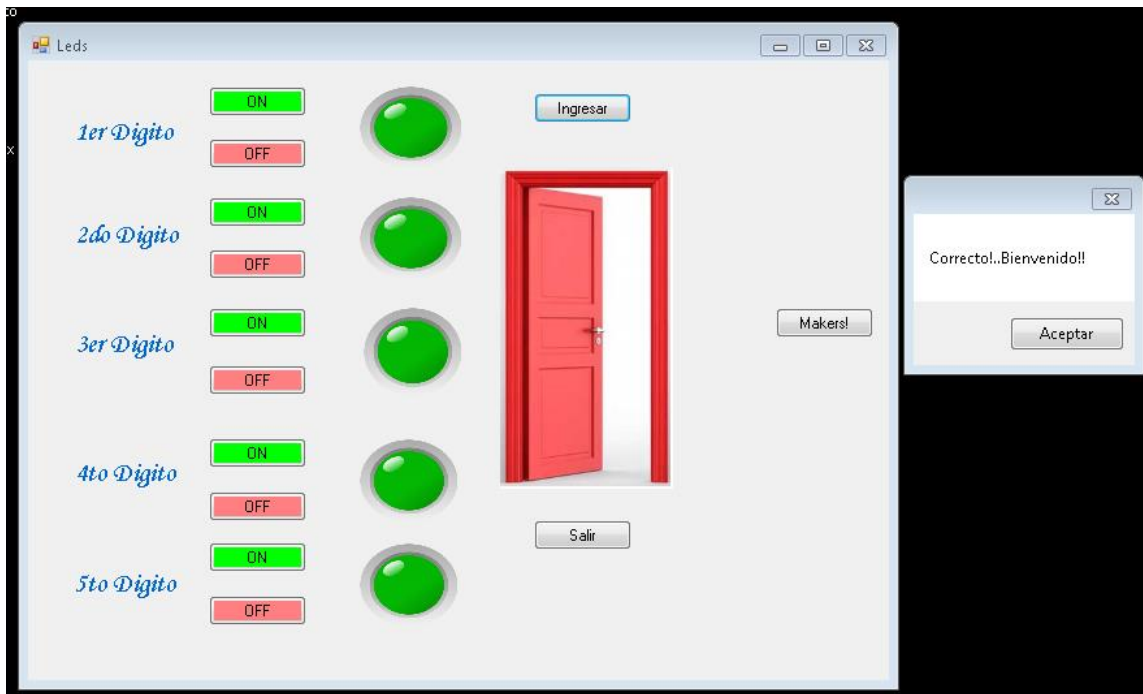 to
x
Leds
1er Digito
ON
OFF
2do Digito
ON
OFF
3er Digito
ON
OFF
4to Digito
ON
OFF
5to Digito
ON
OFF
Ingresar
Salir
Makers!
Correcto!..Bienvenido!!
Aceptar